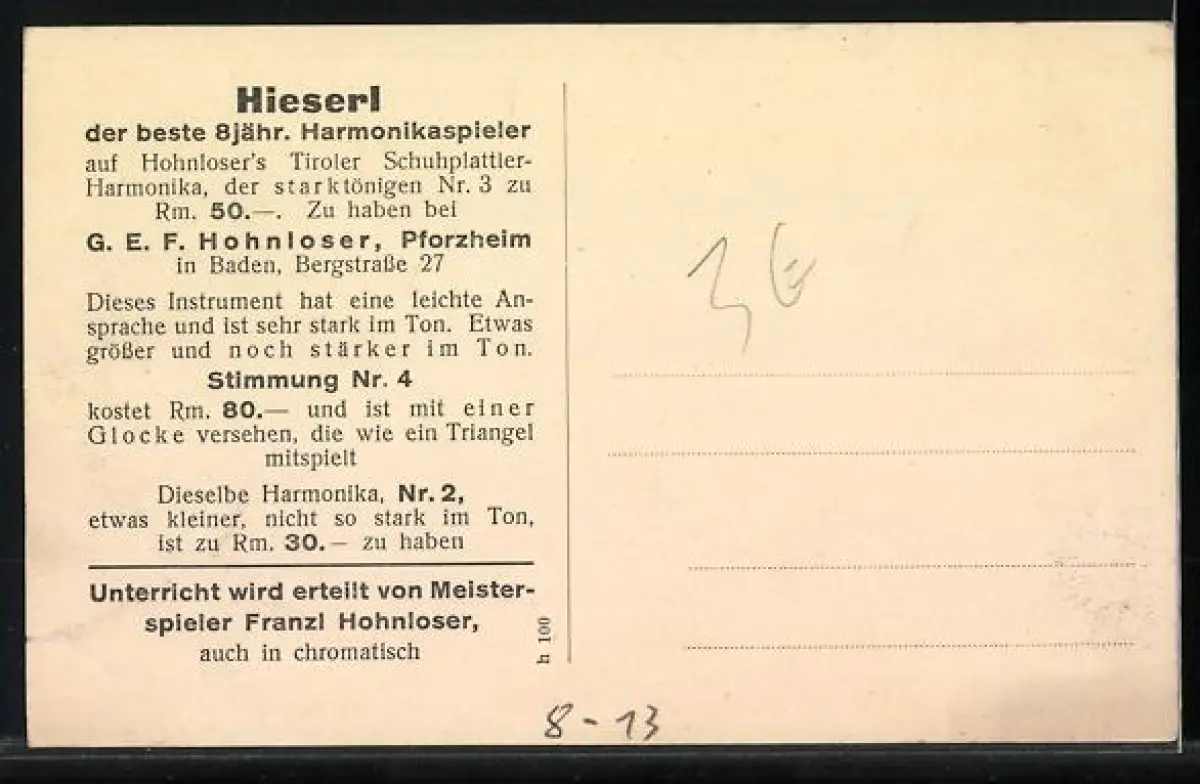 Hieserl
der beste 8jähr. Harmonikaspieler
auf Hohnloser's Tiroler Schuhplattler-
Harmonika, der starktönigen Nr. 3 zu
Rm. 50.—. Zu haben bei
G. E. F. Hohnloser, Pforzheim
in Baden, Bergstraße 27
Dieses Instrument hat eine leichte An-
sprache und ist sehr stark im Ton. Etwas
größer und noch stärker im Ton.
Stimmung Nr. 4
kostet Rm. 80.— und ist mit einer
Glocke versehen, die wie ein Triangel
mitspielt
Dieselbe Harmonika, Nr. 2,
etwas kleiner, nicht so stark im Ton,
ist zu Rm. 30.— zu haben
Unterricht wird erteilt von Meister-
spieler Franzl Hohnloser,
auch in chromatisch
h 100
8-13